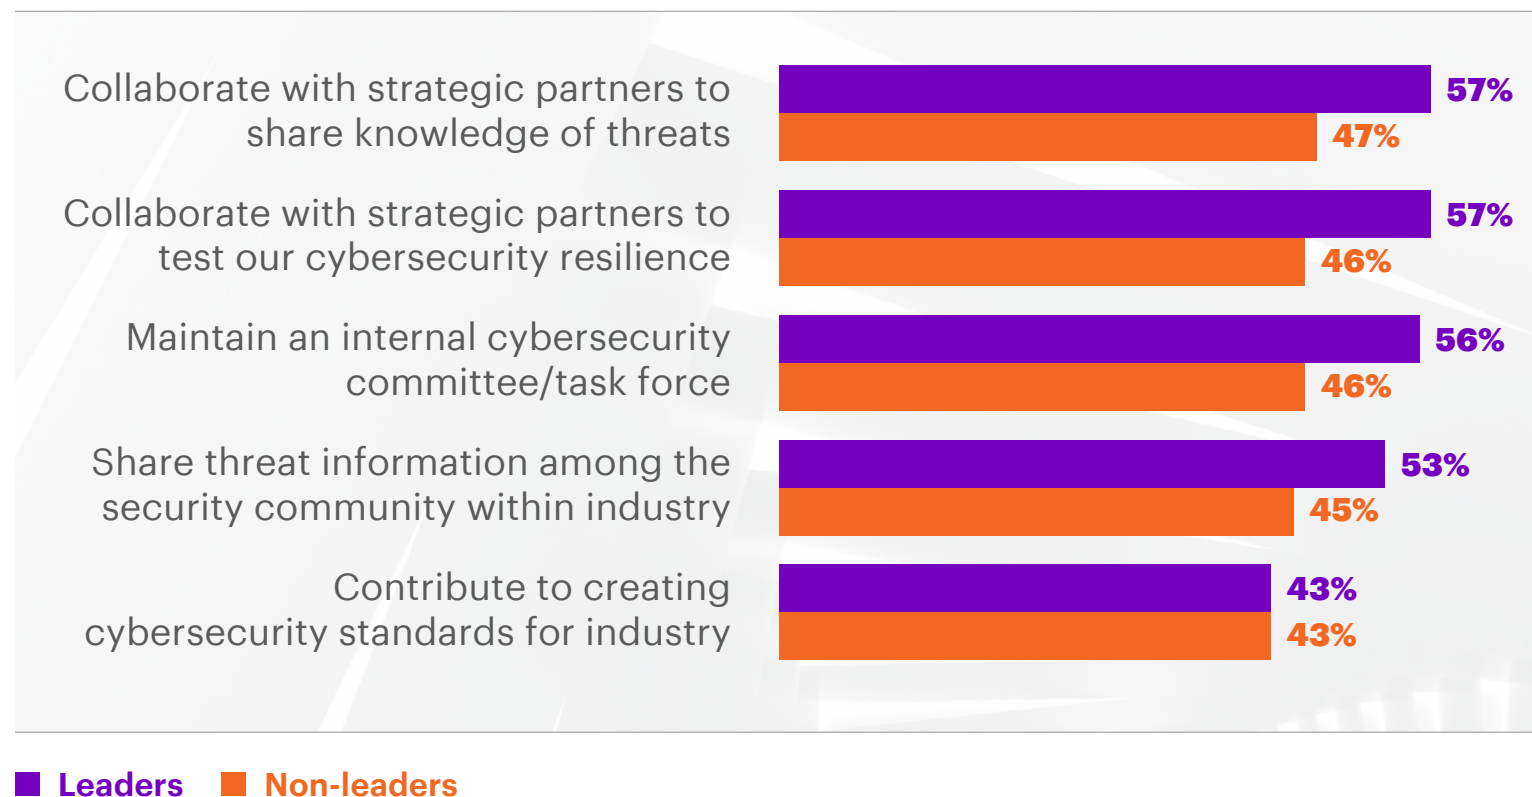 Collaborate with strategic partners to
share knowledge of threats
57%
47%
Collaborate with strategic partners to
test our cybersecurity resilience
57%
46%
Maintain an internal cybersecurity
committee/task force
56%
46%
Share threat information among the
security community within industry
53%
45%
Contribute to creating
cybersecurity standards for industry
43%
43%
Leaders Non-leaders